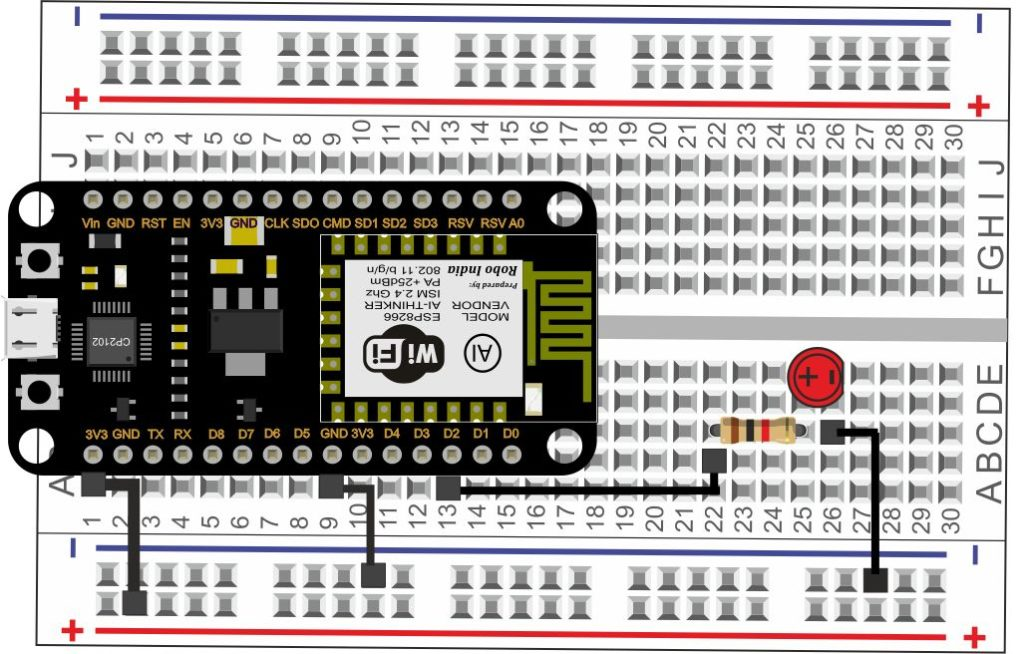 - -
+ +
1 2 3 4 5 6 7 8 9 10 11 12 13 14 15 16 17 18 19 20 21 22 23 24 25 26 27 28 29 30
J J
I
H
G
F
Vin GND RST EN 3V3 GND CLK SDO CMD SD1 SD2 SD3 RSV RSV A0
Prepared by:
Robo India
MODEL ESP8266
VENDOR AI-THINKER
ISM 2.4 Ghz
PA +25dBm
802.11 b/g/n
CP2102
Wi Fi
AI
+ -
3V3 GND TX RX D8 D7 D6 D5 GND 3V3 D4 D3 D2 D1 D0
E
D
C
B
A A
1 2 3 4 5 6 7 8 9 10 11 12 13 14 15 16 17 18 19 20 21 22 23 24 25 26 27 28 29 30
- -
+ +